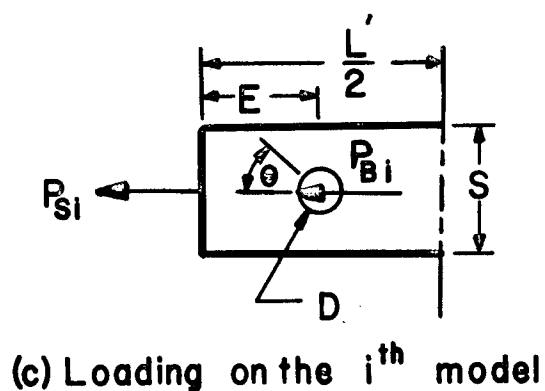 L'
2
E
θ
P_Bi
P_Si
S
D
(c) Loading on the i^th model